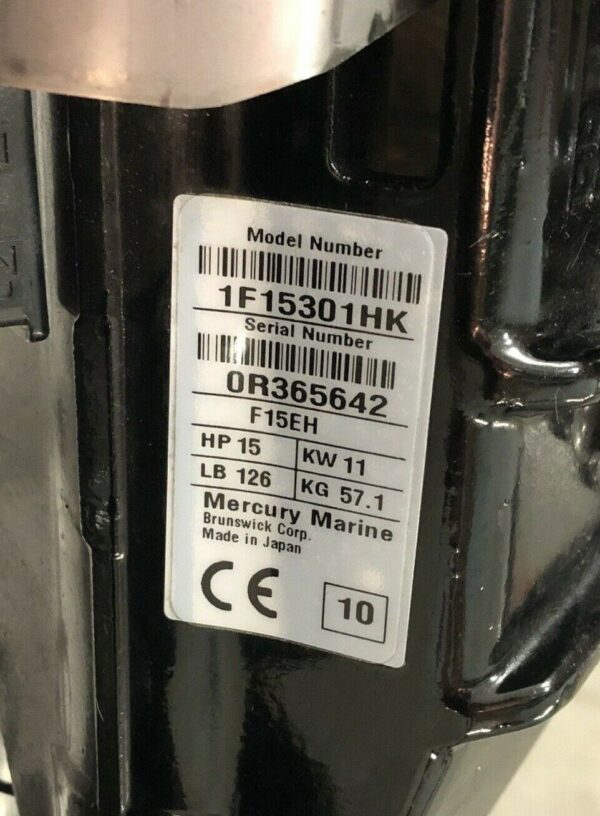 Model Number
1F15301HK
Serial Number
0R365642
F15EH
HP 15 KW 11
LB 126 KG 57.1
Mercury Marine
Brunswick Corp.
Made in Japan
CE 10